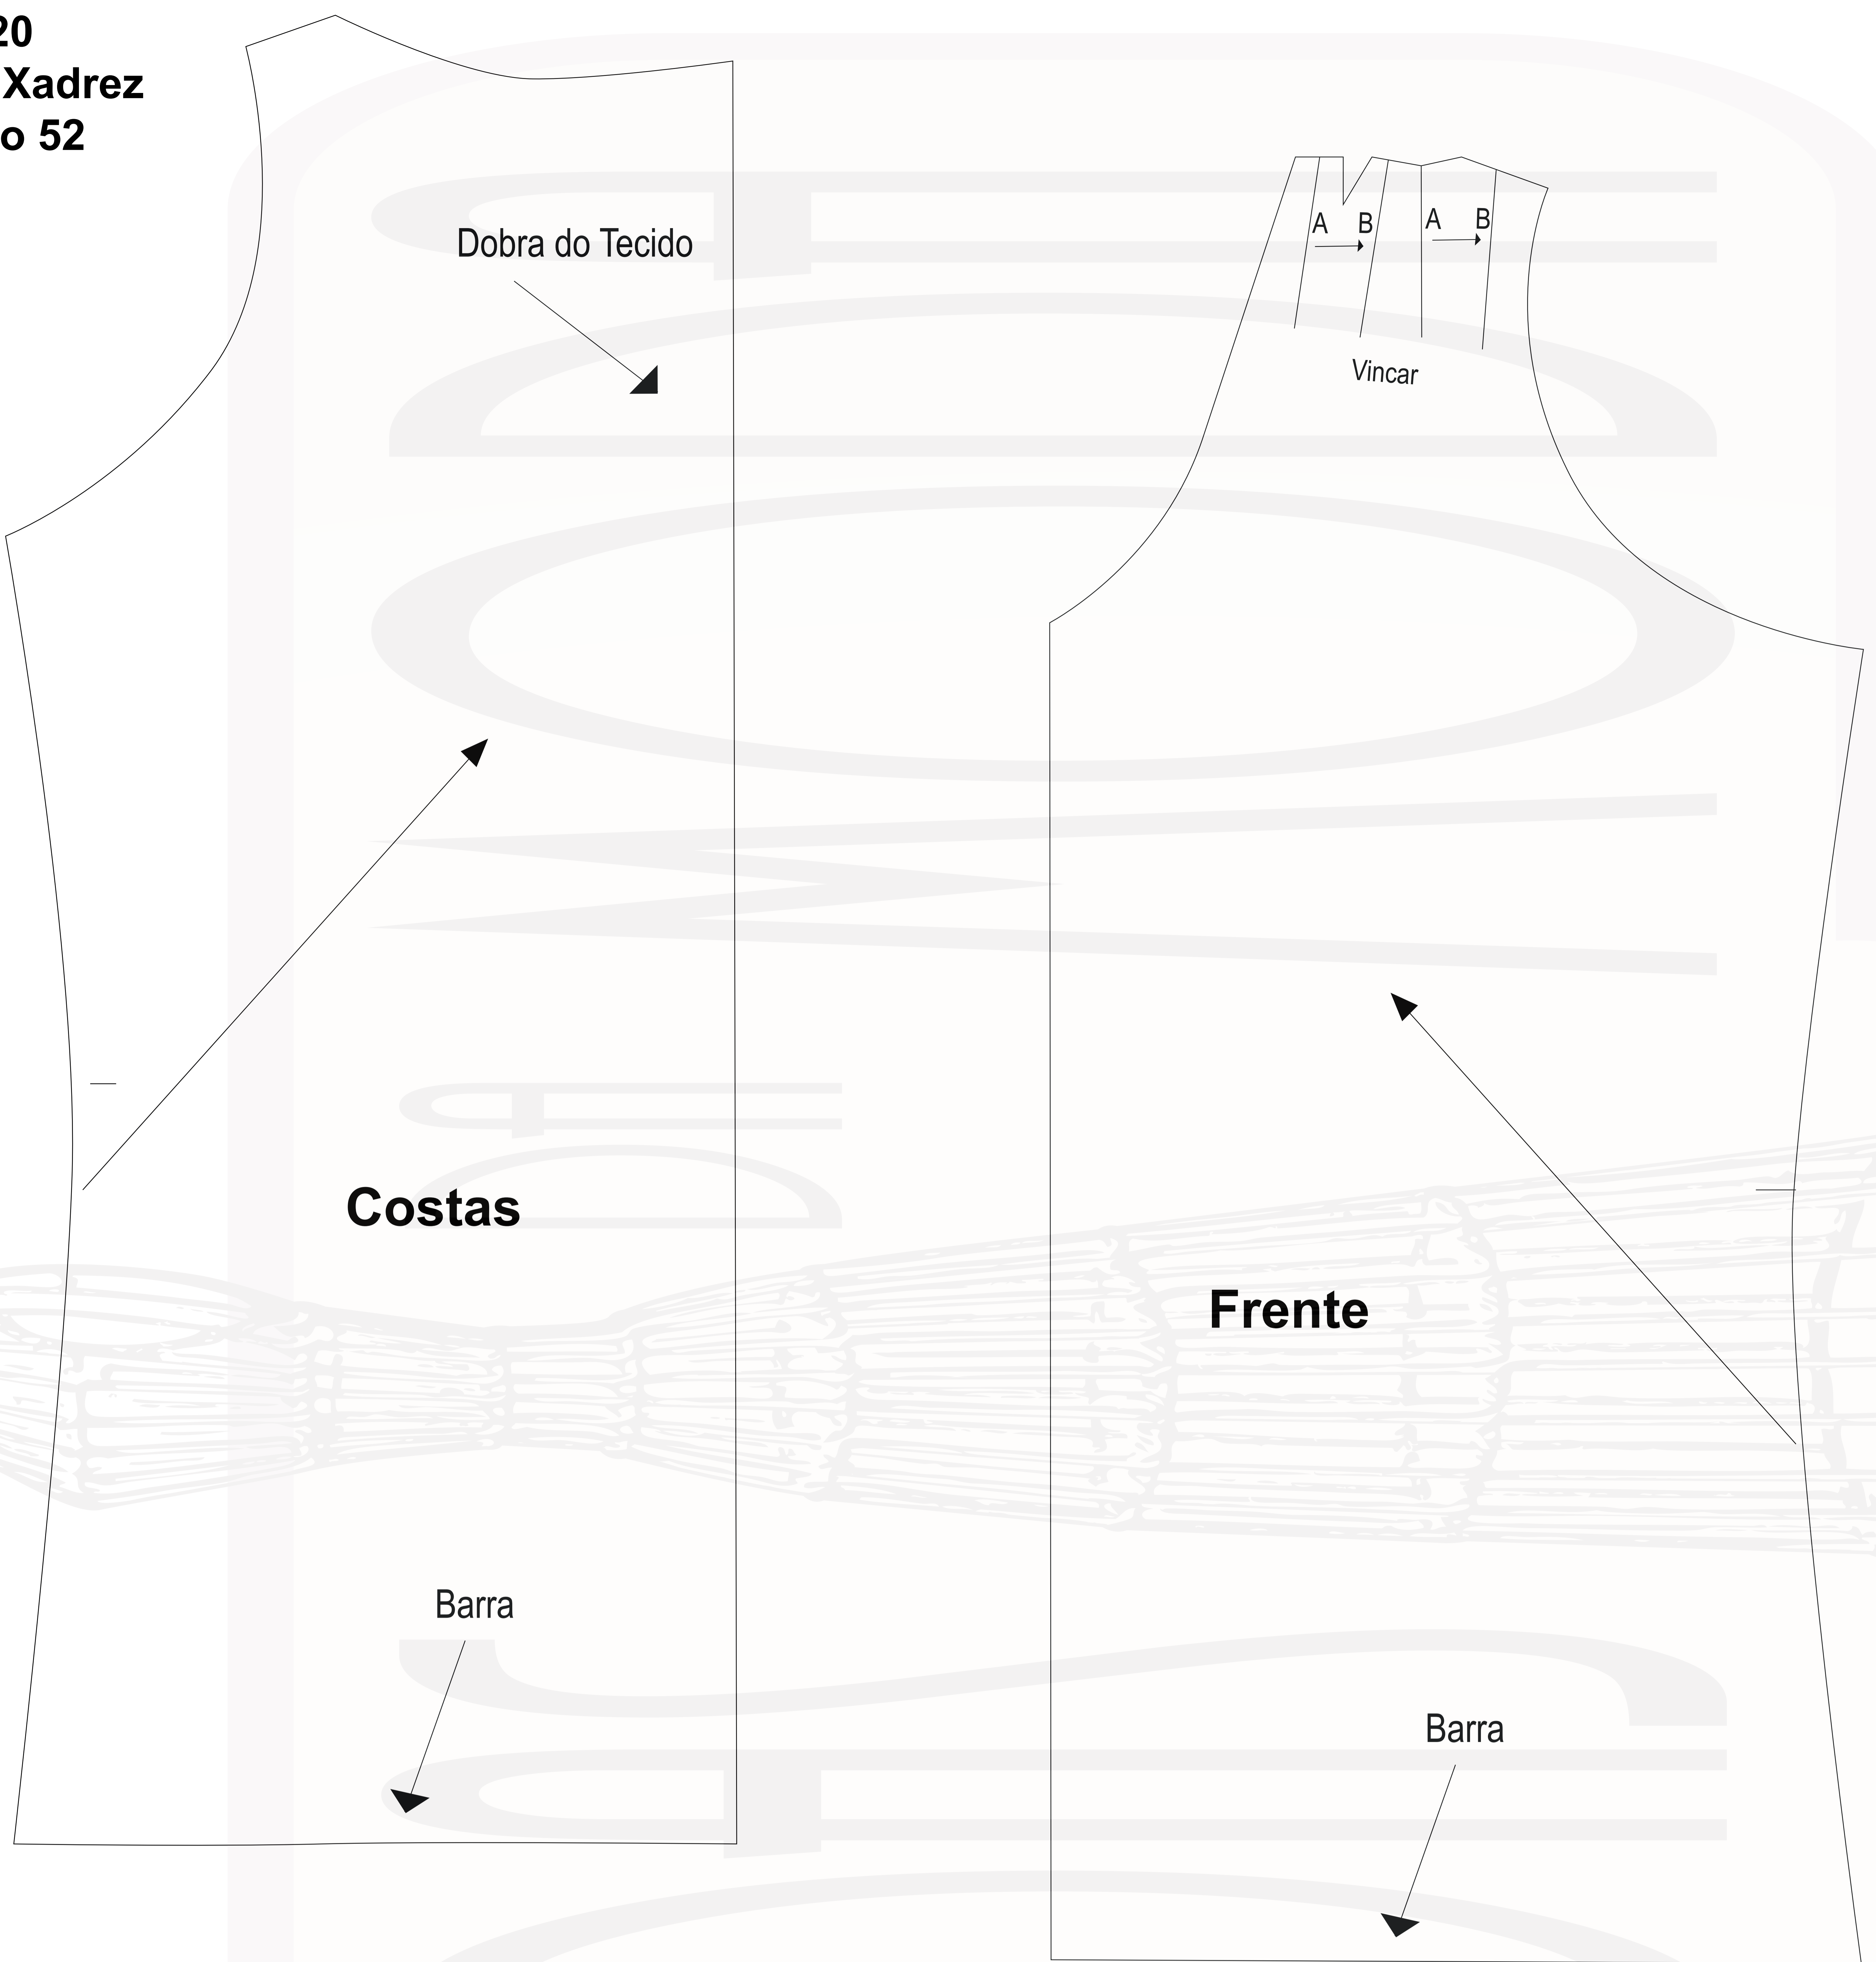 20
Xadrez
o 52
Dobra do Tecido
A B
A B
Vincar
Costas
Frente
Barra
Barra